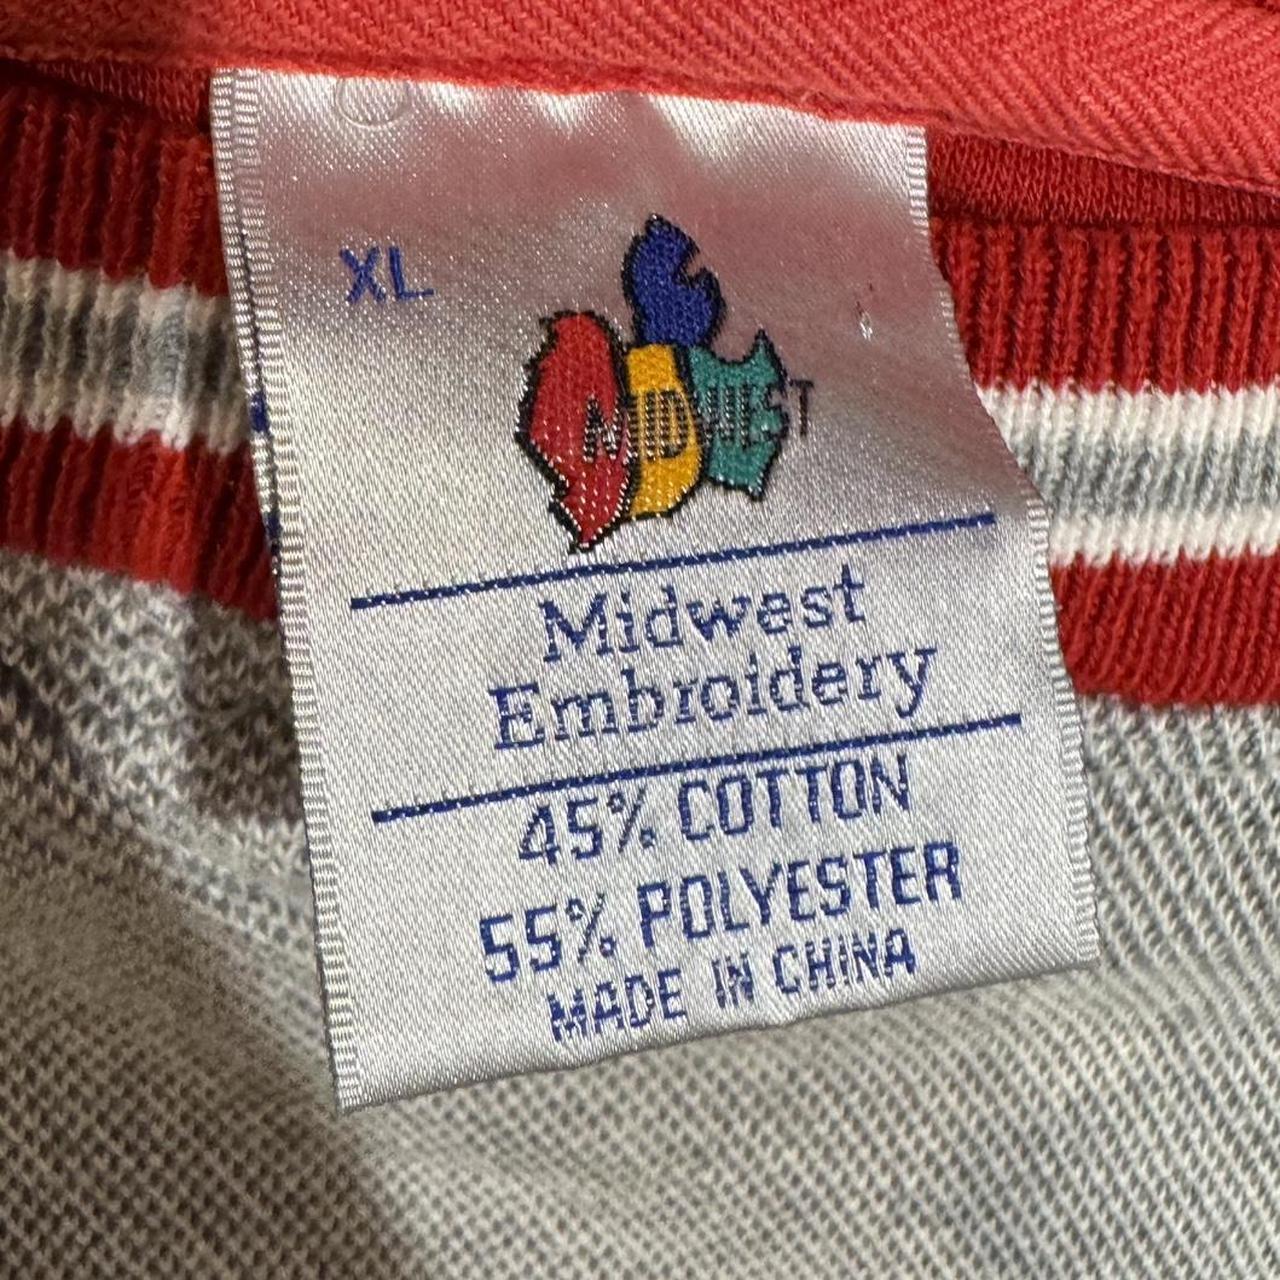 XL
MIDWEST
Midwest
Embroidery
45% COTTON
55% POLYESTER
MADE IN CHINA